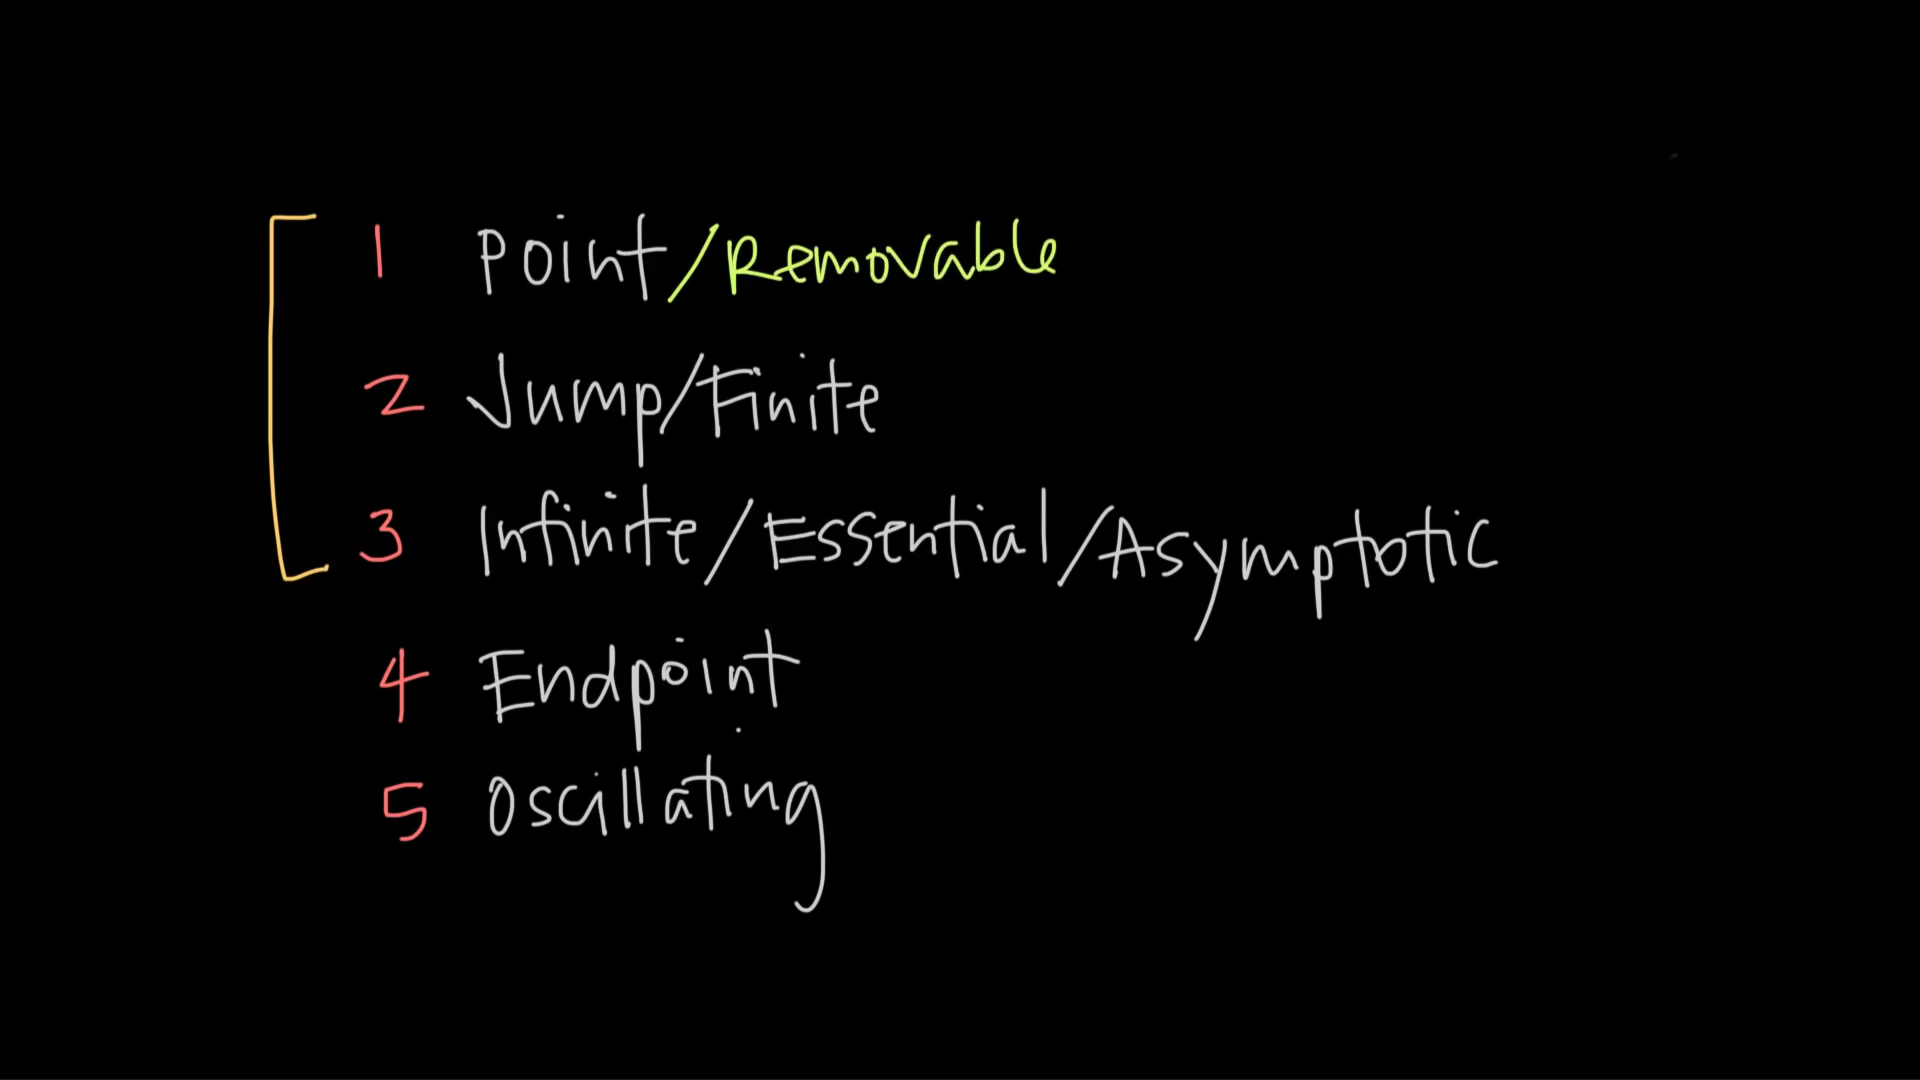 1 Point/Removable
2 Jump/Finite
3 Infinite/Essential/Asymptotic
4 Endpoint
5 Oscillating